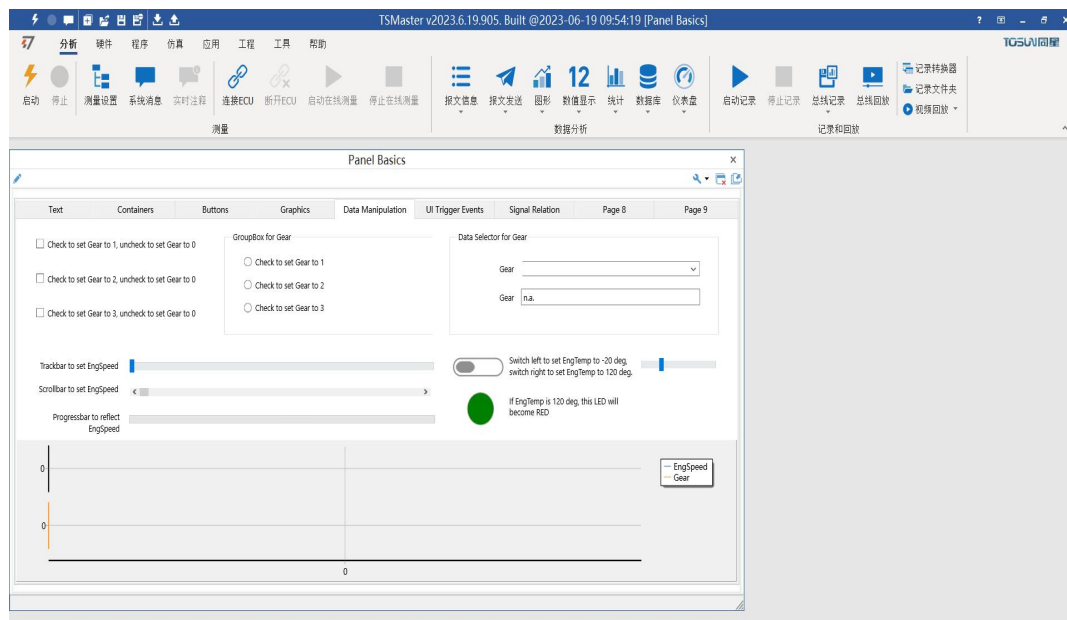 TSMaster v2023.6.19.905. Built @2023-06-19 09:54:19 [Panel Basics]
分析 硬件 程序 仿真 应用 工程 工具 帮助
TOSUN同星
启动 停止 测量设置 系统消息 实时注释 连接ECU 断开ECU 启动在线测量 停止在线测量
测量
12
报文信息 报文发送 图形 数值显示 统计 数据库 仪表盘
数据分析
启动记录 停止记录 总线记录 总线回放
记录转换器
记录文件夹
视频回放
记录和回放
Panel Basics
Text Containers Buttons Graphics Data Manipulation UI Trigger Events Signal Relation Page 8 Page 9
Check to set Gear to 1, uncheck to set Gear to 0
Check to set Gear to 2, uncheck to set Gear to 0
Check to set Gear to 3, uncheck to set Gear to 0
GroupBox for Gear
Check to set Gear to 1
Check to set Gear to 2
Check to set Gear to 3
Data Selector for Gear
Gear
Gear n.a.
Trackbar to set EngSpeed
Scrollbar to set EngSpeed
Progressbar to reflect
EngSpeed
Switch left to set EngTemp to -20 deg,
switch right to set EngTemp to 120 deg.
If EngTemp is 120 deg, this LED will
become RED
0
0
0
EngSpeed
Gear